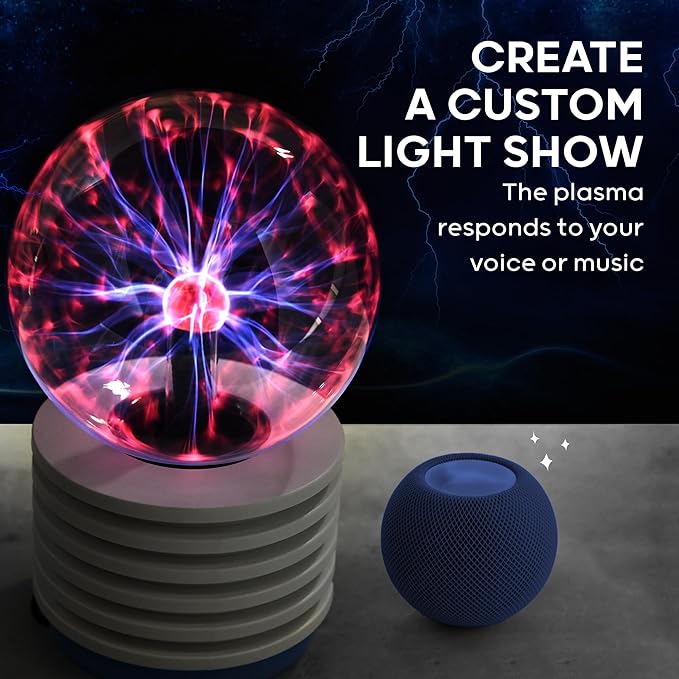 CREATE
A CUSTOM
LIGHT SHOW
The plasma
responds to your
voice or music